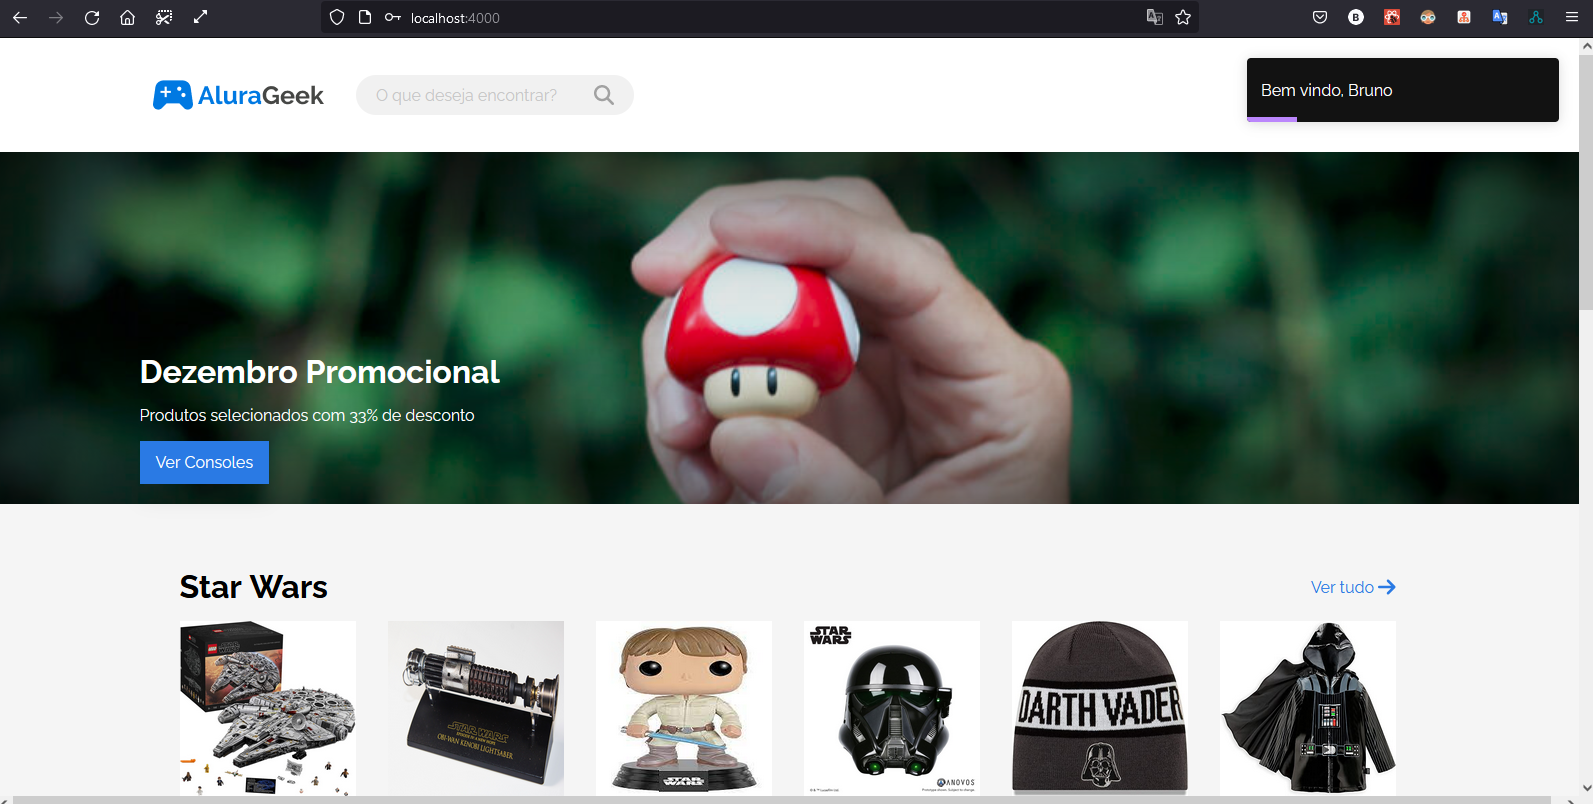 localhost:4000
AluraGeek
O que deseja encontrar?
Bem vindo, Bruno
Dezembro Promocional
Produtos selecionados com 33% de desconto
Ver Consoles
Star Wars
Ver tudo
STAR WARS
OBI-WAN KENOBI LIGHTSABER
STAR WARS
STAR WARS
ANOVOS
DARTH VADER